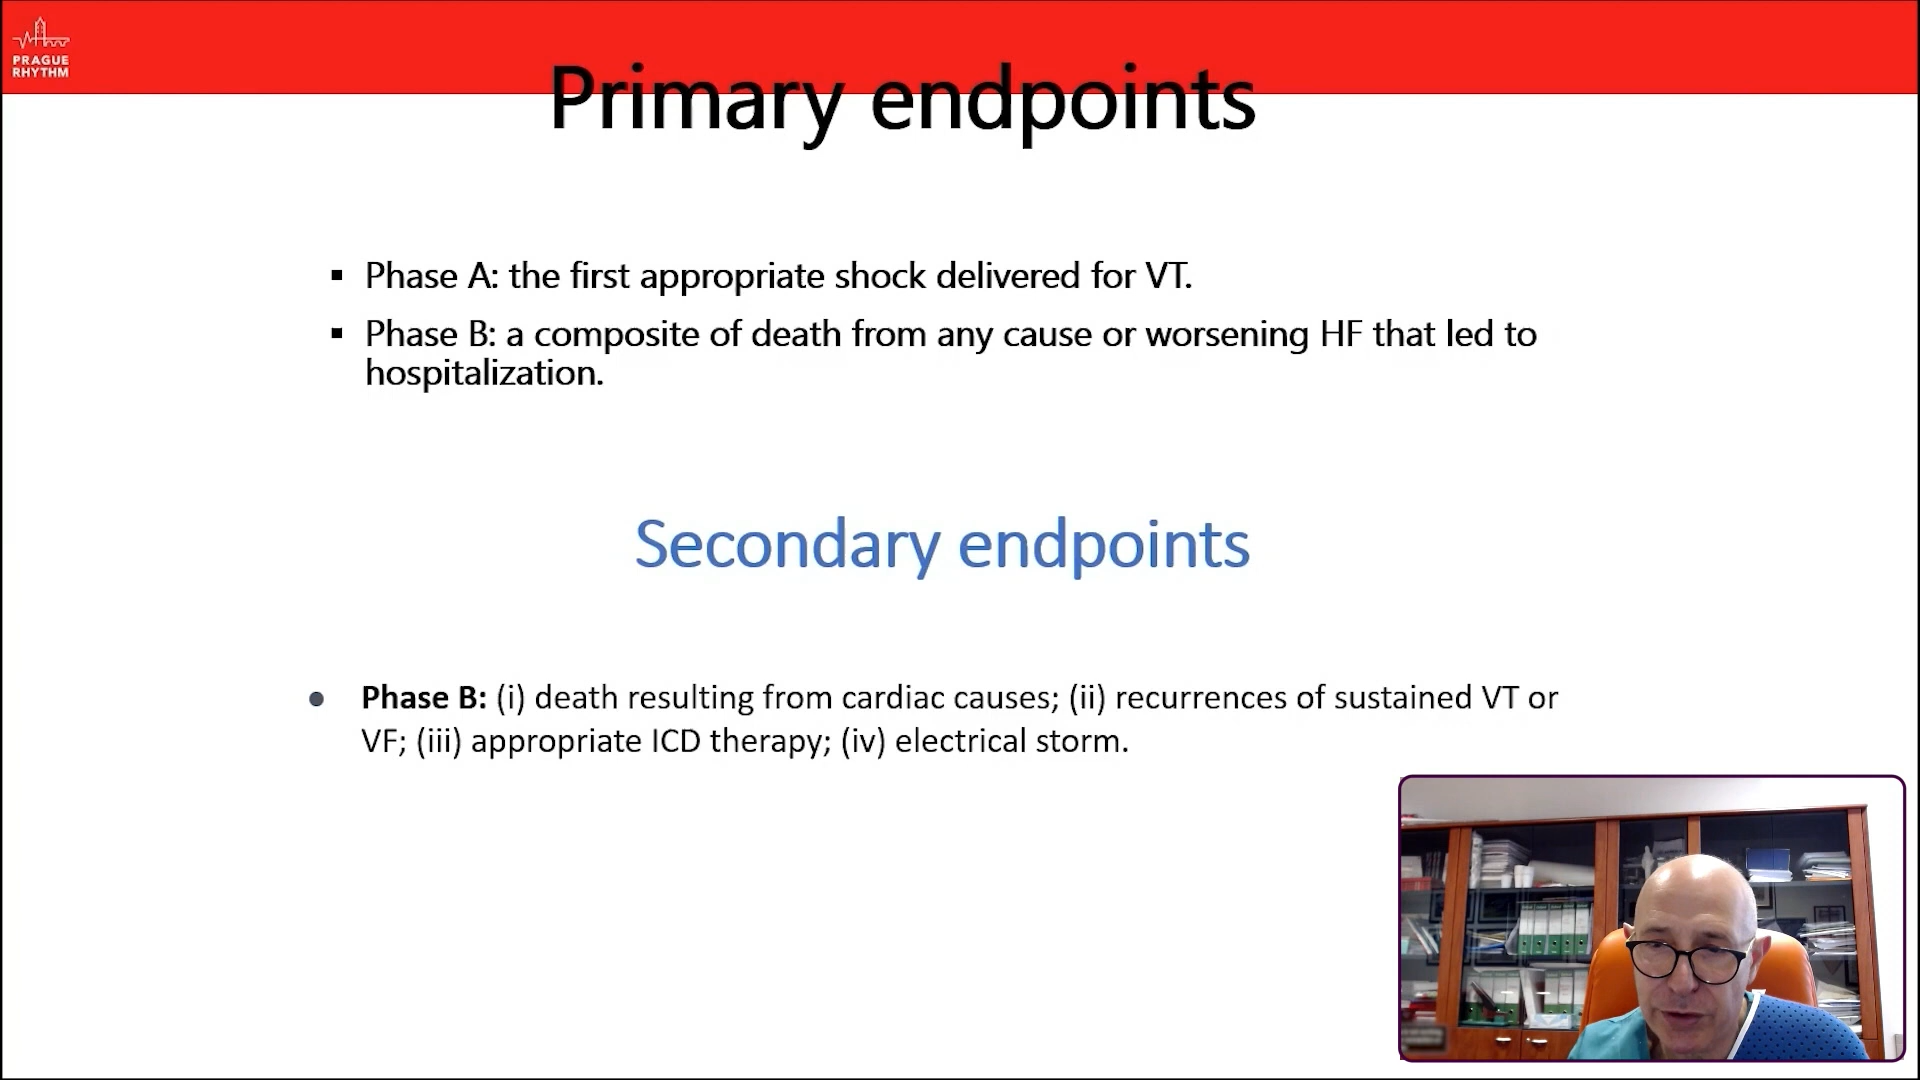 PRAGUE
RHYTHM
Primary endpoints
▪ Phase A: the first appropriate shock delivered for VT.
▪ Phase B: a composite of death from any cause or worsening HF that led to
hospitalization.
Secondary endpoints
● Phase B: (i) death resulting from cardiac causes; (ii) recurrences of sustained VT or
VF; (iii) appropriate ICD therapy; (iv) electrical storm.